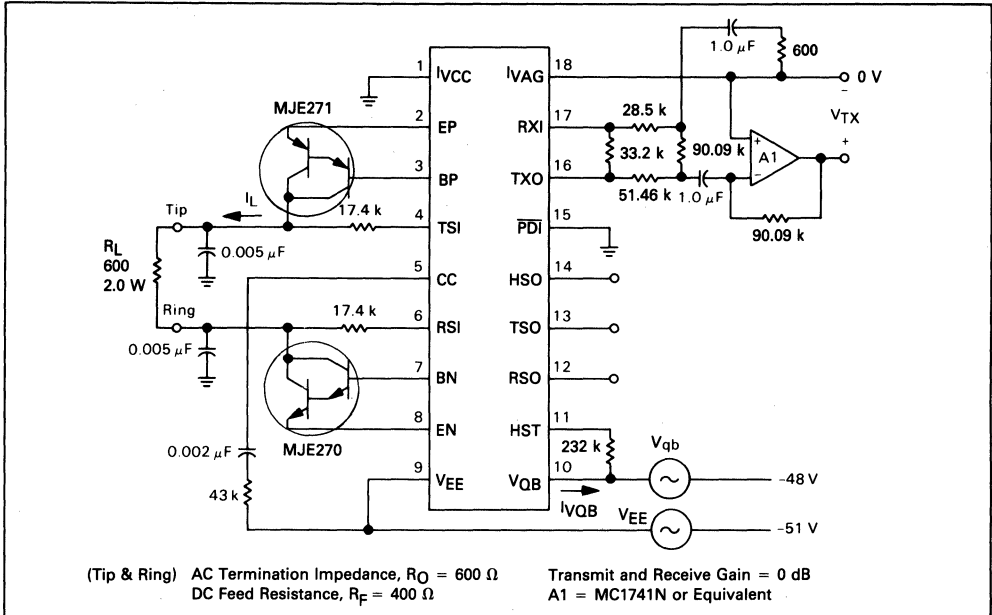 1 IVCC IVAG 18
1.0 μF
600
0 V
−
VTX
+
MJE271
2 EP RXI 17
28.5 k
33.2 k
90.09 k
+
A1
−
3 BP TXO 16
51.46 k
1.0 μF
90.09 k
IL
17.4 k
Tip
4 TSI PDI 15
0.005 μF
RL
600
2.0 W
5 CC HSO 14
Ring
17.4 k
6 RSI TSO 13
0.005 μF
7 BN RSO 12
8 EN HST 11
MJE270
232 k
0.002 μF
43 k
9 VEE VQB 10
Vqb
−48 V
IVQB
VEE
−51 V
(Tip & Ring) AC Termination Impedance, RO = 600 Ω Transmit and Receive Gain = 0 dB
DC Feed Resistance, RF = 400 Ω A1 = MC1741N or Equivalent